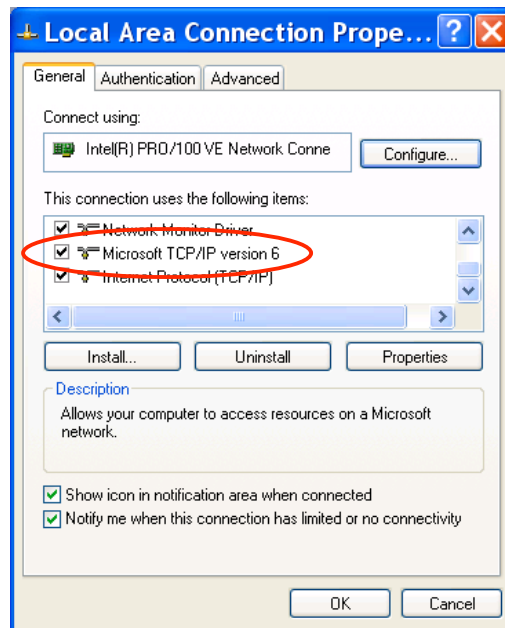 Local Area Connection Prope...
General Authentication Advanced
Connect using:
Intel(R) PRO/100 VE Network Conne
Configure...
This connection uses the following items:
Network Monitor Driver
Microsoft TCP/IP version 6
Internet Protocol (TCP/IP)
Install... Uninstall Properties
Description
Allows your computer to access resources on a Microsoft
network.
Show icon in notification area when connected
Notify me when this connection has limited or no connectivity
OK Cancel